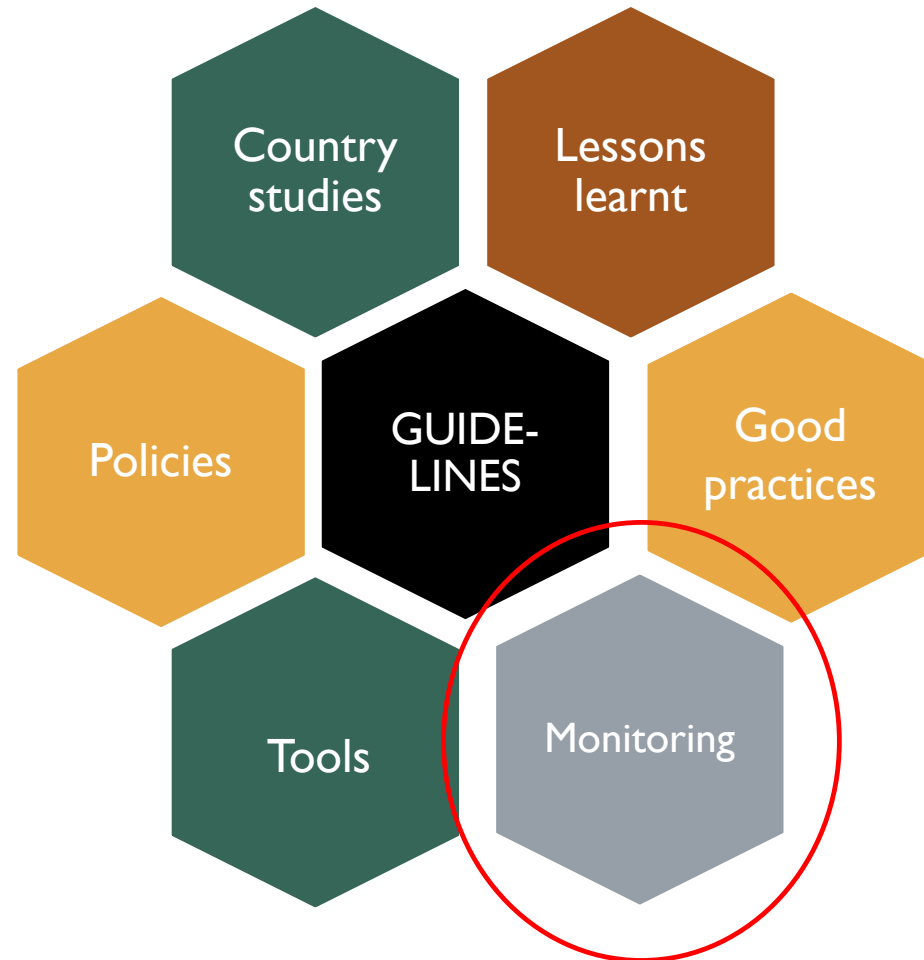 Country
studies
Lessons
learnt
Policies
GUIDE-
LINES
Good
practices
Tools
Monitoring